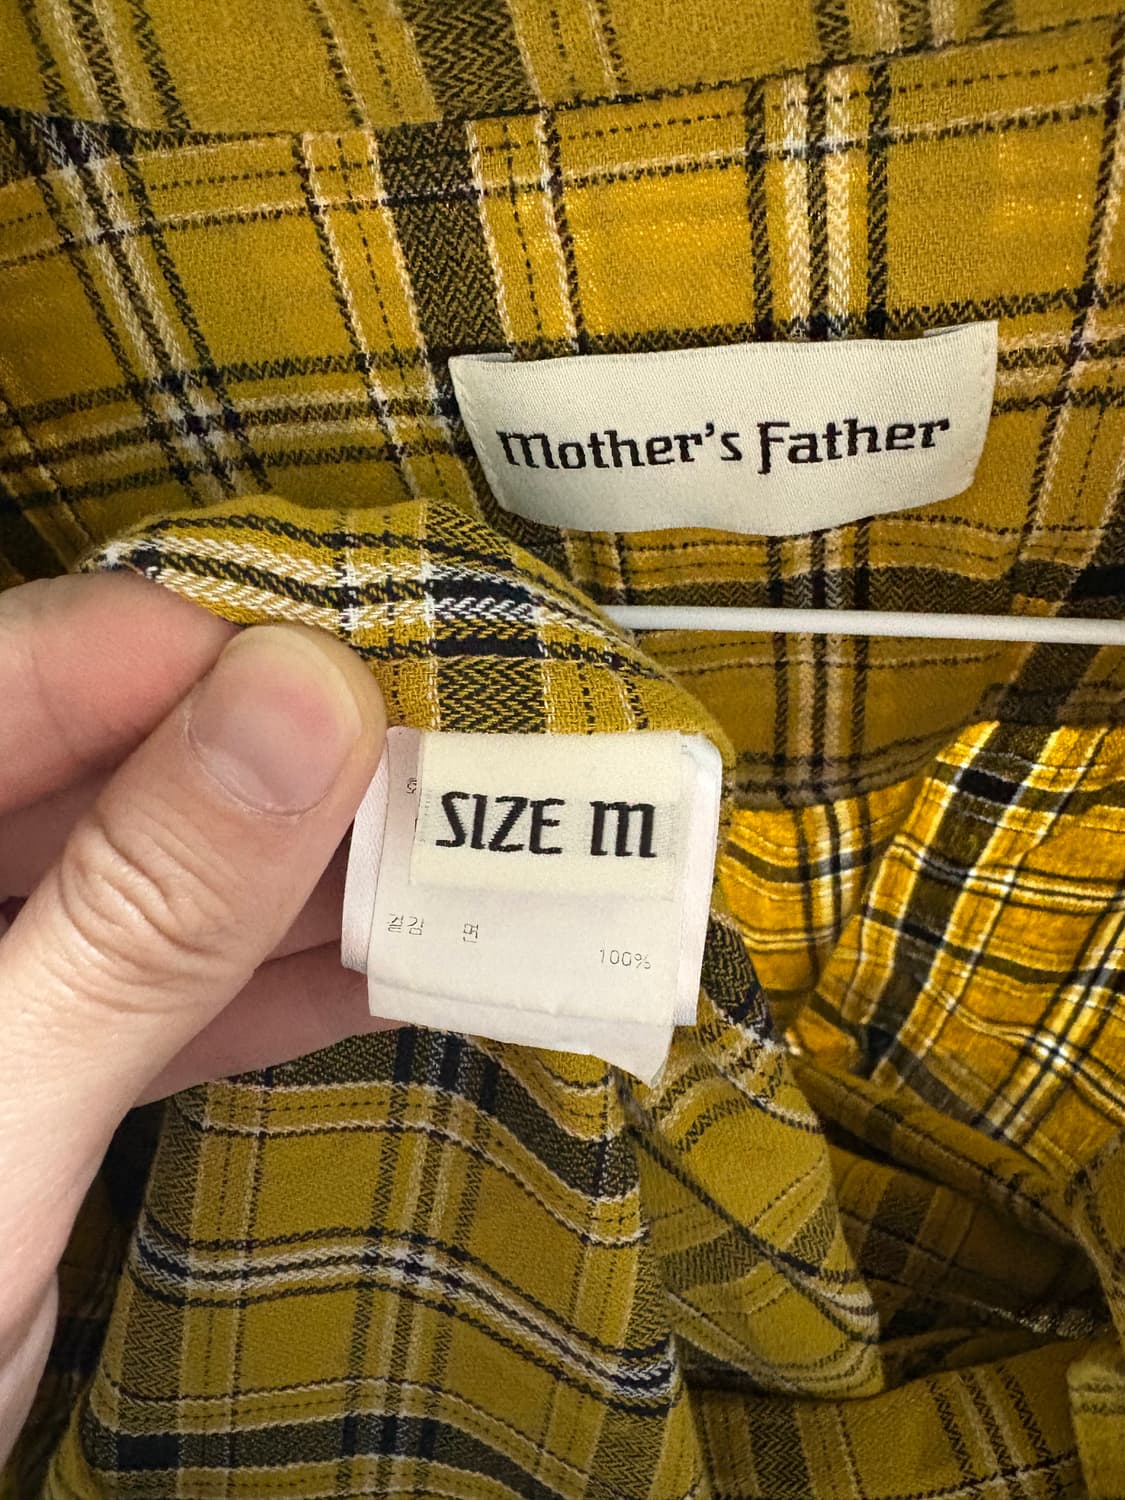 Mother's Father
SIZE M
겉감 면
100%